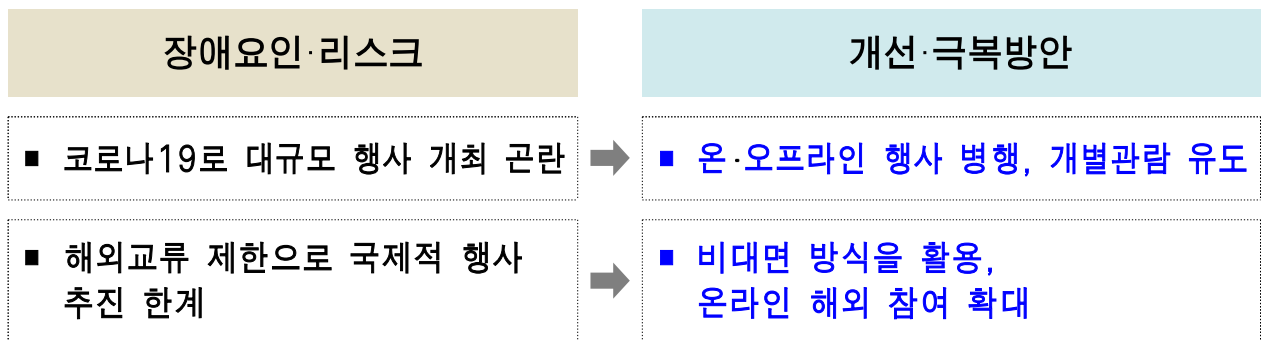 장애요인·리스크
개선·극복방안
▪ 코로나19로 대규모 행사 개최 곤란
▪ 온·오프라인 행사 병행, 개별관람 유도
▪ 해외교류 제한으로 국제적 행사
추진 한계
▪ 비대면 방식을 활용,
온라인 해외 참여 확대